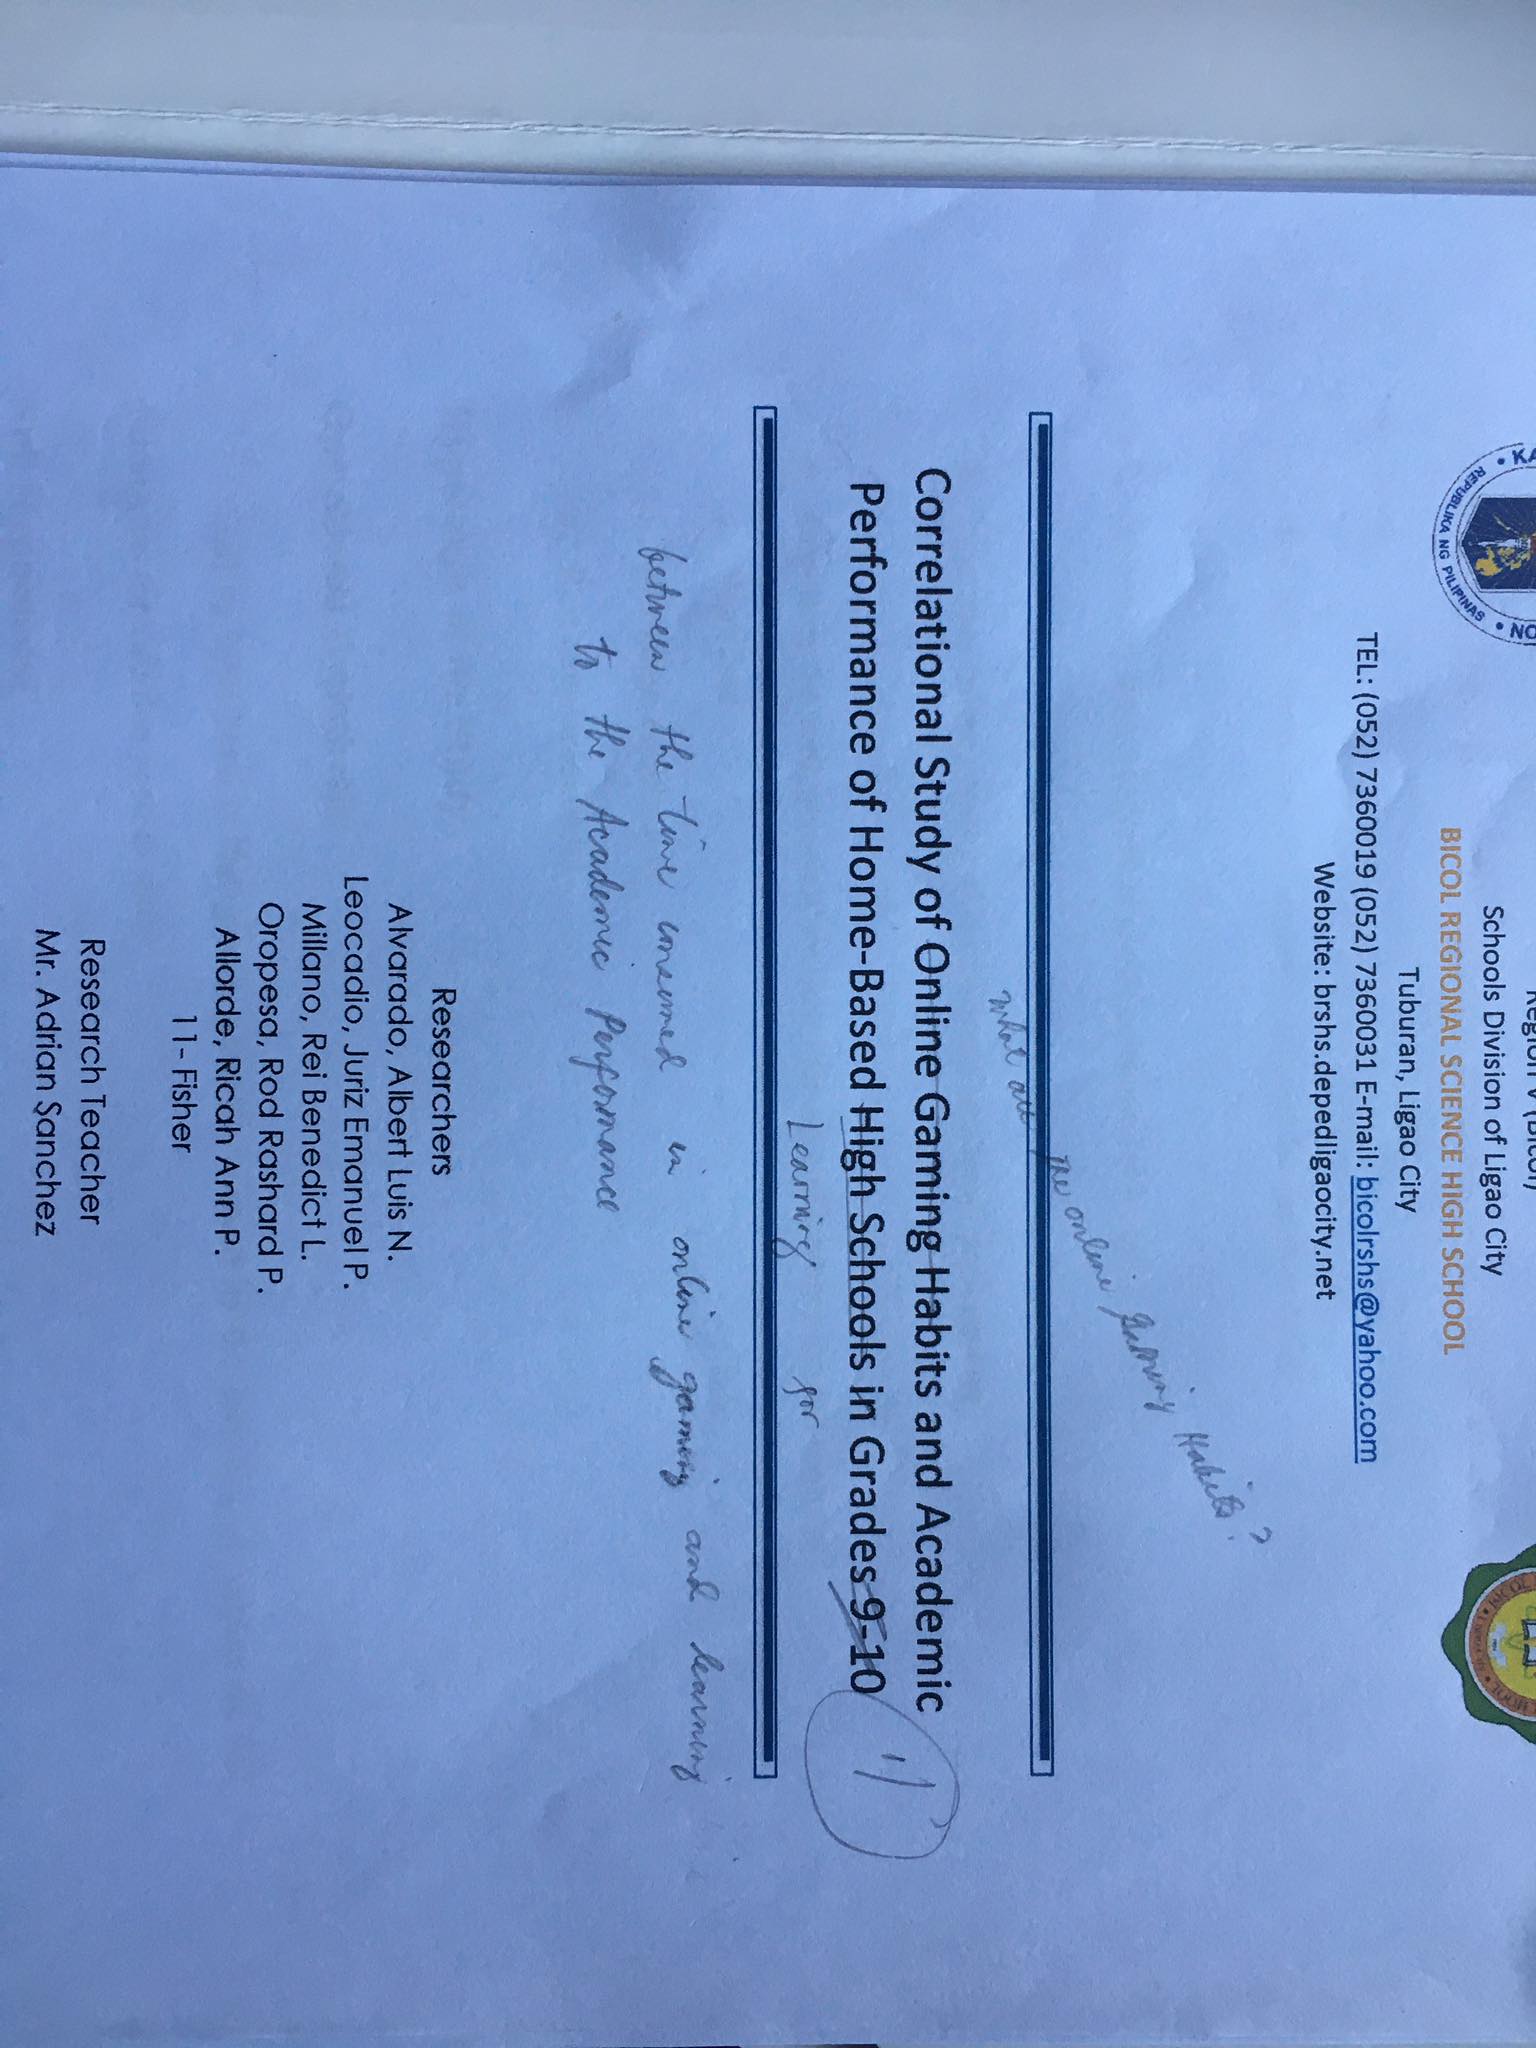 Region V (Bicol)
Schools Division of Ligao City
BICOL REGIONAL SCIENCE HIGH SCHOOL
Tuburan, Ligao City
TEL: (052) 7360019 (052) 7360031 E-mail: bicolrshs@yahoo.com
Website: brshs.depedligaocity.net
REPUBLIKA NG PILIPINAS
What are the online Gaming Habits?
Correlational Study of Online Gaming Habits and Academic
Performance of Home-Based High Schools in Grades 9-10
11
Learning for
between the time consumed in online gaming and learning
to the Academic Performance
Researchers
Alvarado, Albert Luis N.
Leocadio, Juriz Emanuel P.
Millano, Rei Benedict L.
Oropesa, Rod Rashard P.
Allorde, Ricah Ann P.
11- Fisher
Research Teacher
Mr. Adrian Sanchez